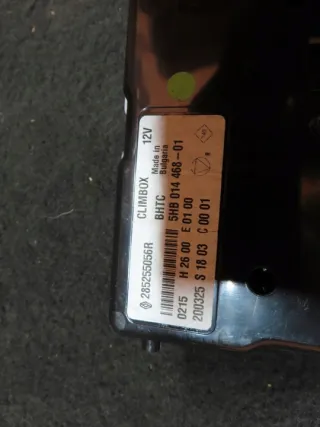 CLIMBOX 12V
285255056R
BHTC Made in Bulgaria
5HB 014 468-01
0215 H 26 00 E 01 00
200325 S 18 03 C 00 01